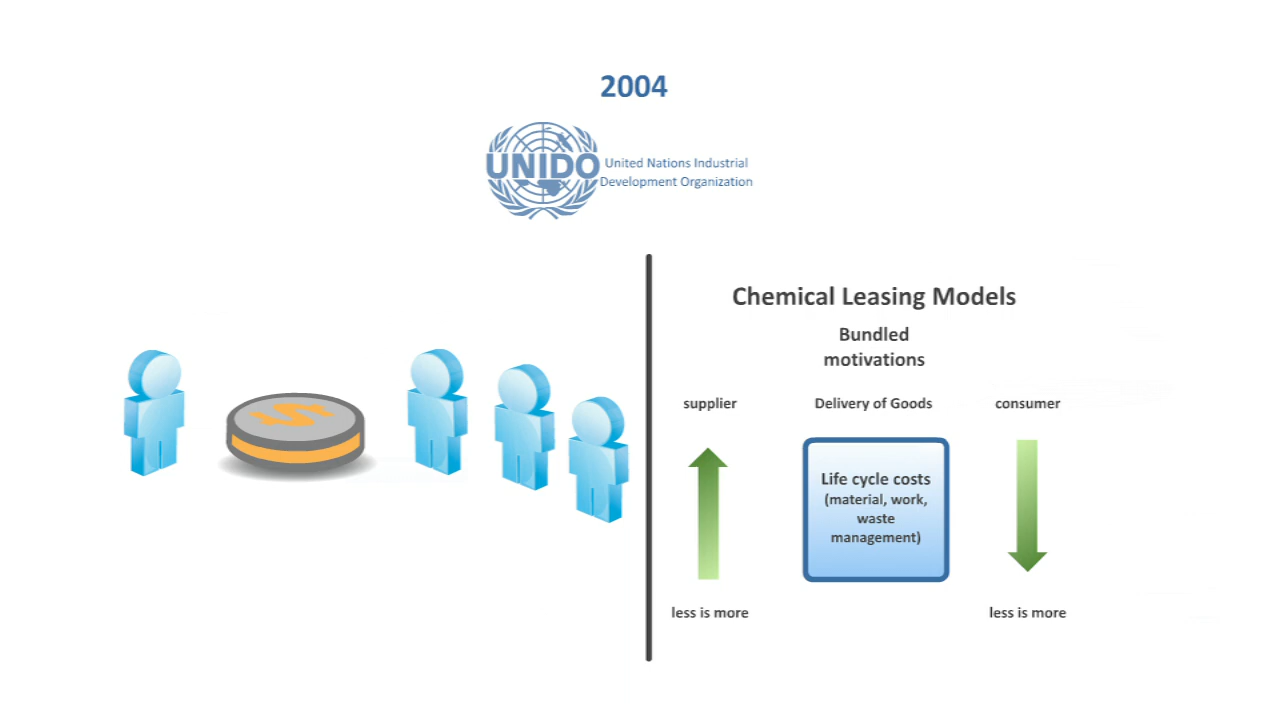 2004
UNIDO
United Nations Industrial
Development Organization
Chemical Leasing Models
Bundled
motivations
supplier
Delivery of Goods
consumer
Life cycle costs
(material, work,
waste
management)
less is more
less is more
$